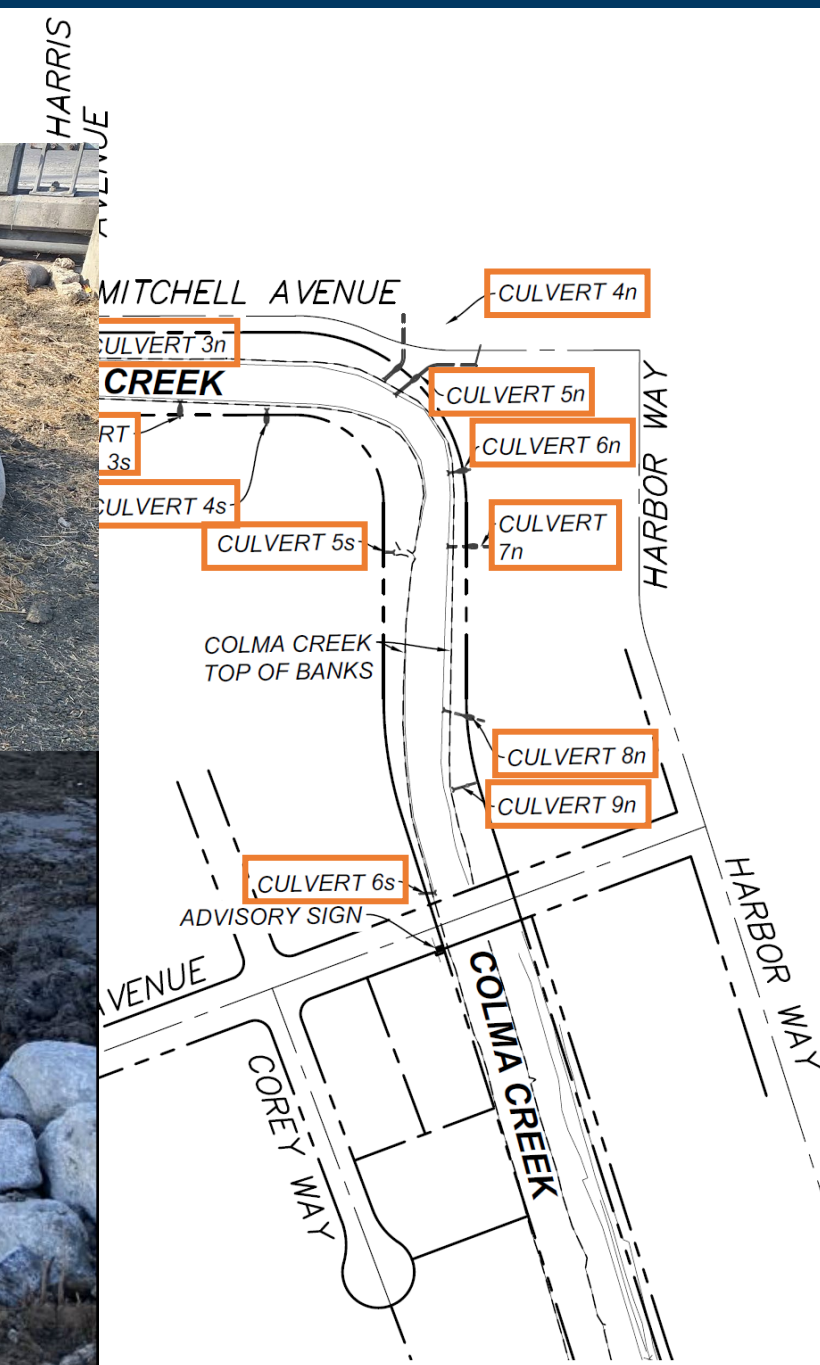 HARRIS
AVENUE
MITCHELL AVENUE
CULVERT 4n
CULVERT 3n
CREEK
CULVERT 5n
RT
3s
CULVERT 6n
HARBOR WAY
CULVERT 4s
CULVERT
7n
CULVERT 5s
COLMA CREEK
TOP OF BANKS
CULVERT 8n
CULVERT 9n
CULVERT 6s
ADVISORY SIGN
HARBOR WAY
VENUE
COLMA CREEK
COREY WAY